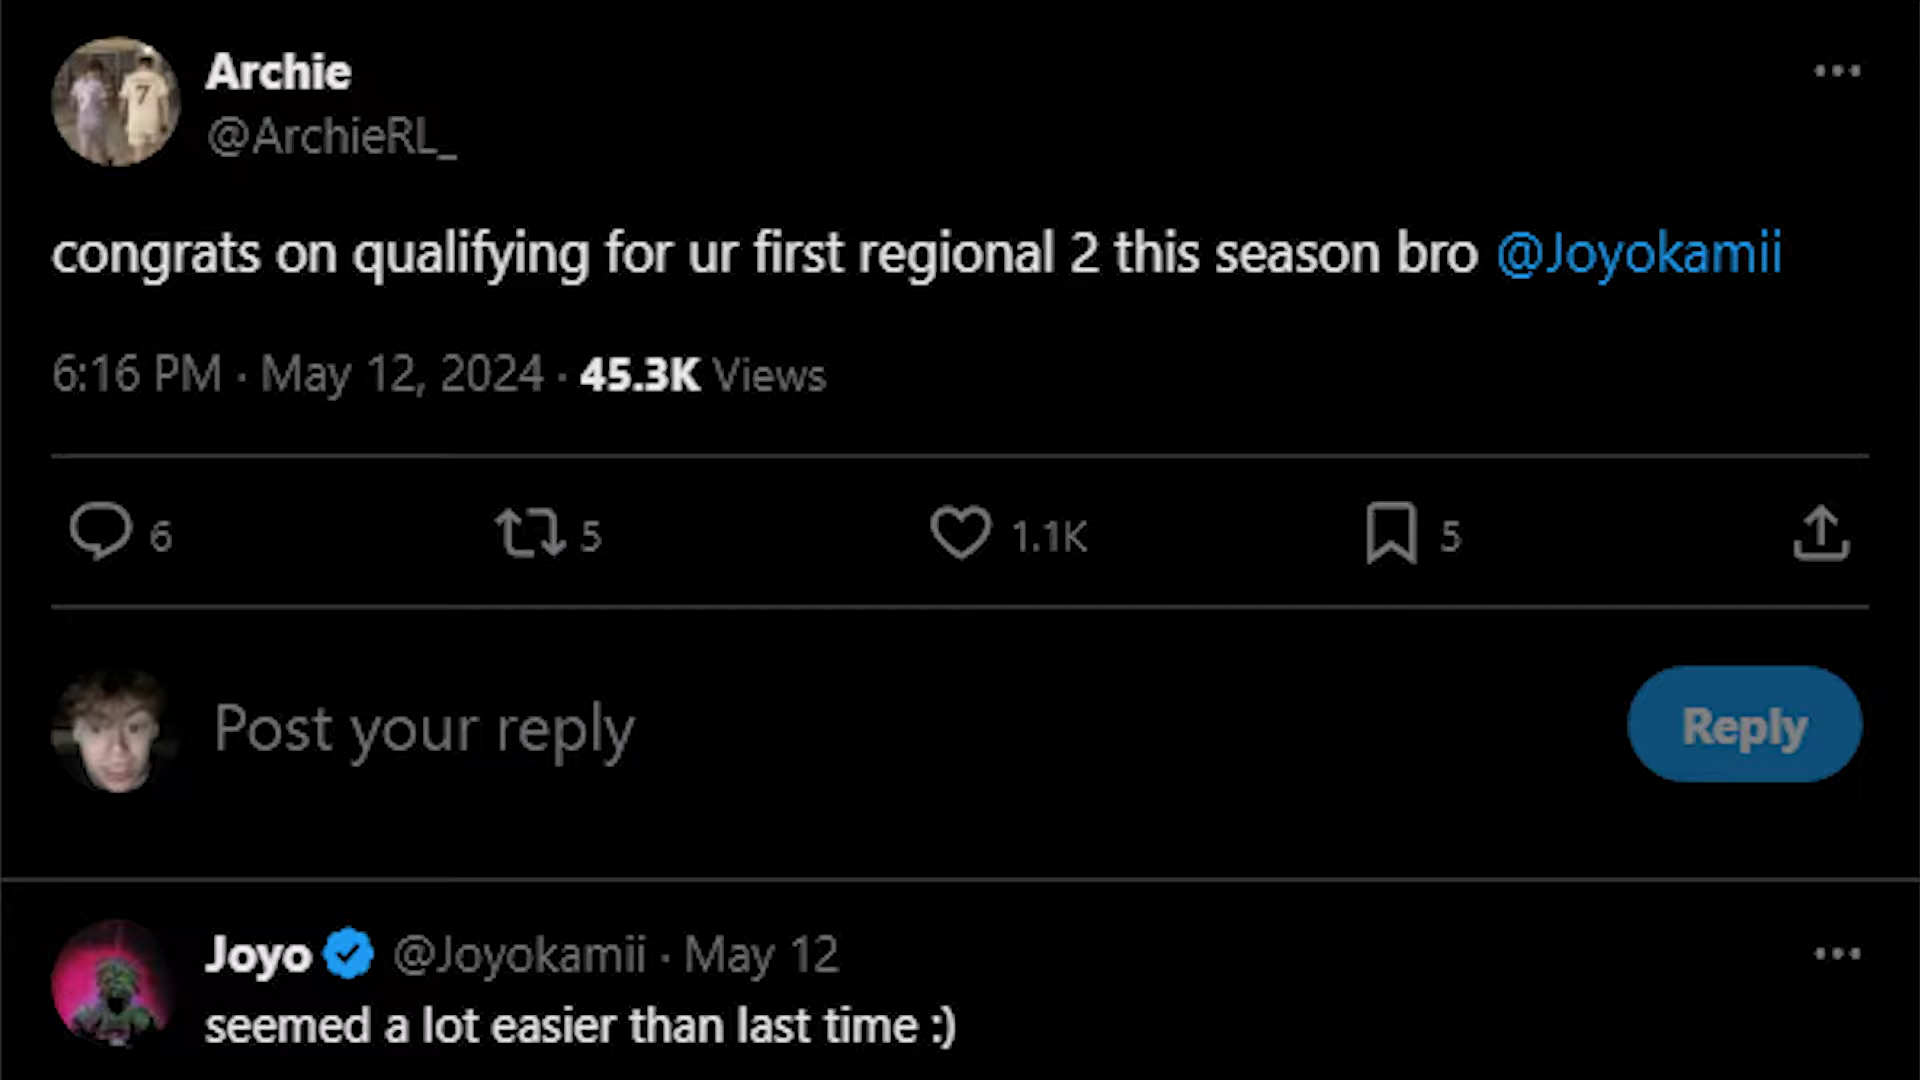 Archie
@ArchieRL_
congrats on qualifying for ur first regional 2 this season bro @Joyokamii
6:16 PM · May 12, 2024 · 45.3K Views
6 5 1.1K 5
Post your reply Reply
Joyo @Joyokamii · May 12
seemed a lot easier than last time :)